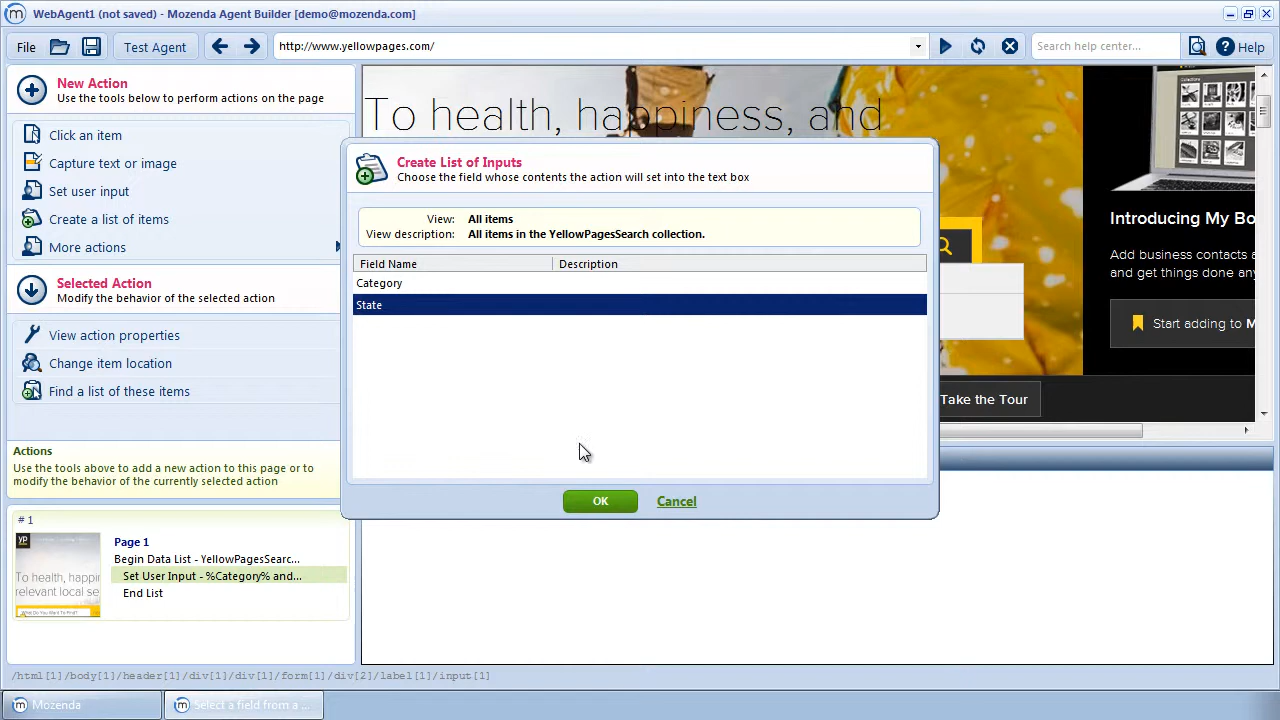 WebAgent1 (not saved) - Mozenda Agent Builder [demo@mozenda.com]
File
Test Agent
http://www.yellowpages.com/
Search help center...
Help
New Action
Use the tools below to perform actions on the page
Click an item
Capture text or image
Set user input
Create a list of items
More actions
Selected Action
Modify the behavior of the selected action
View action properties
Change item location
Find a list of these items
Actions
Use the tools above to add a new action to this page or to
modify the behavior of the currently selected action
# 1
Page 1
Begin Data List - YellowPagesSearc...
Set User Input - %Category% and...
End List
To health, happiness, and
Create List of Inputs
Choose the field whose contents the action will set into the text box
View: All items
View description: All items in the YellowPagesSearch collection.
Field Name Description
Category
State
OK Cancel
Introducing My Bo
Add business contacts a
and get things done any
Start adding to M
Take the Tour
/html[1]/body[1]/header[1]/div[1]/div[1]/form[1]/div[2]/label[1]/input[1]
Mozenda
Select a field from a ...